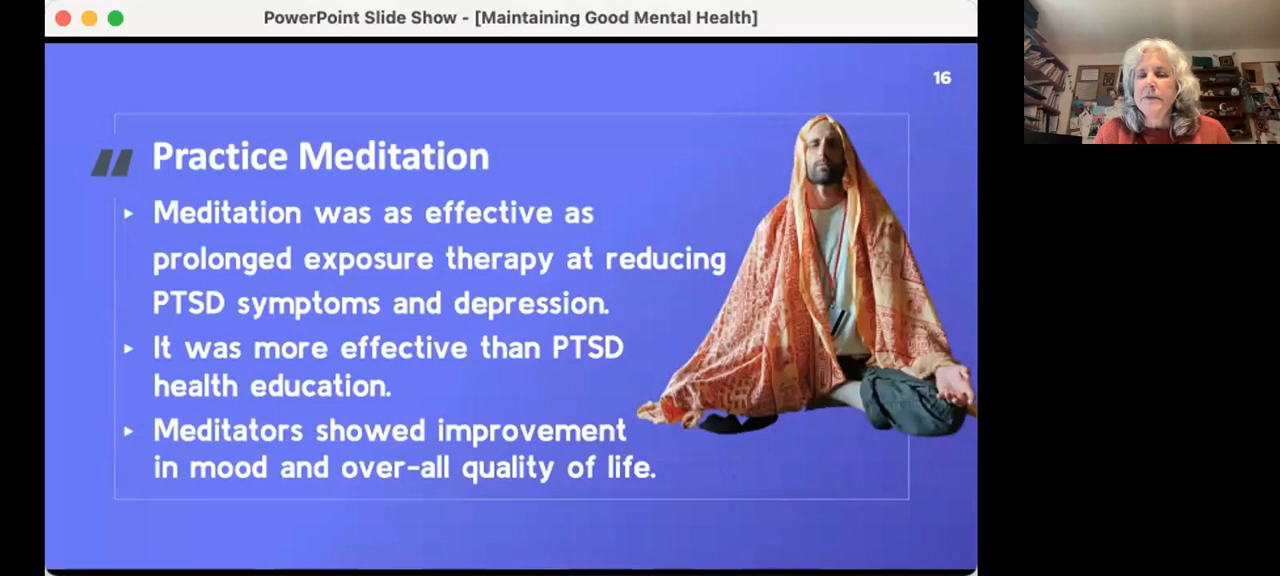 PowerPoint Slide Show - [Maintaining Good Mental Health]
16
Practice Meditation
Meditation was as effective as
prolonged exposure therapy at reducing
PTSD symptoms and depression.
It was more effective than PTSD
health education.
Meditators showed improvement
in mood and over-all quality of life.